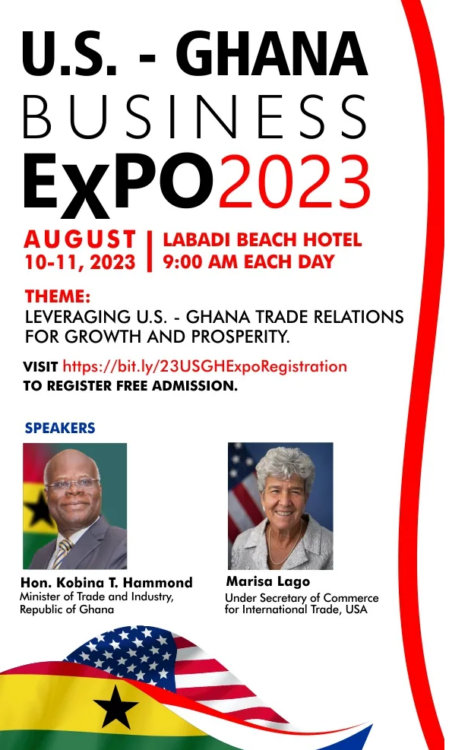 U.S. - GHANA
BUSINESS
ExPO2023
AUGUST
10-11, 2023
LABADI BEACH HOTEL
9:00 AM EACH DAY
THEME:
LEVERAGING U.S. - GHANA TRADE RELATIONS
FOR GROWTH AND PROSPERITY.
VISIT https://bit.ly/23USGHExpoRegistration
TO REGISTER FREE ADMISSION.
SPEAKERS
Hon. Kobina T. Hammond
Minister of Trade and Industry,
Republic of Ghana
Marisa Lago
Under Secretary of Commerce
for International Trade, USA